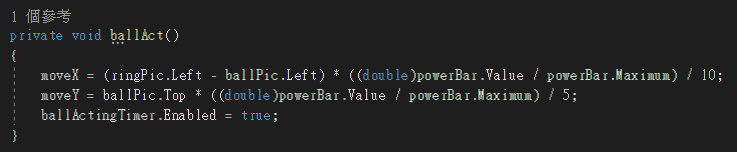 1 個參考
private void ballAct()
{
moveX = (ringPic.Left - ballPic.Left) * ((double)powerBar.Value / powerBar.Maximum) / 10;
moveY = ballPic.Top * ((double)powerBar.Value / powerBar.Maximum) / 5;
ballActingTimer.Enabled = true;
}